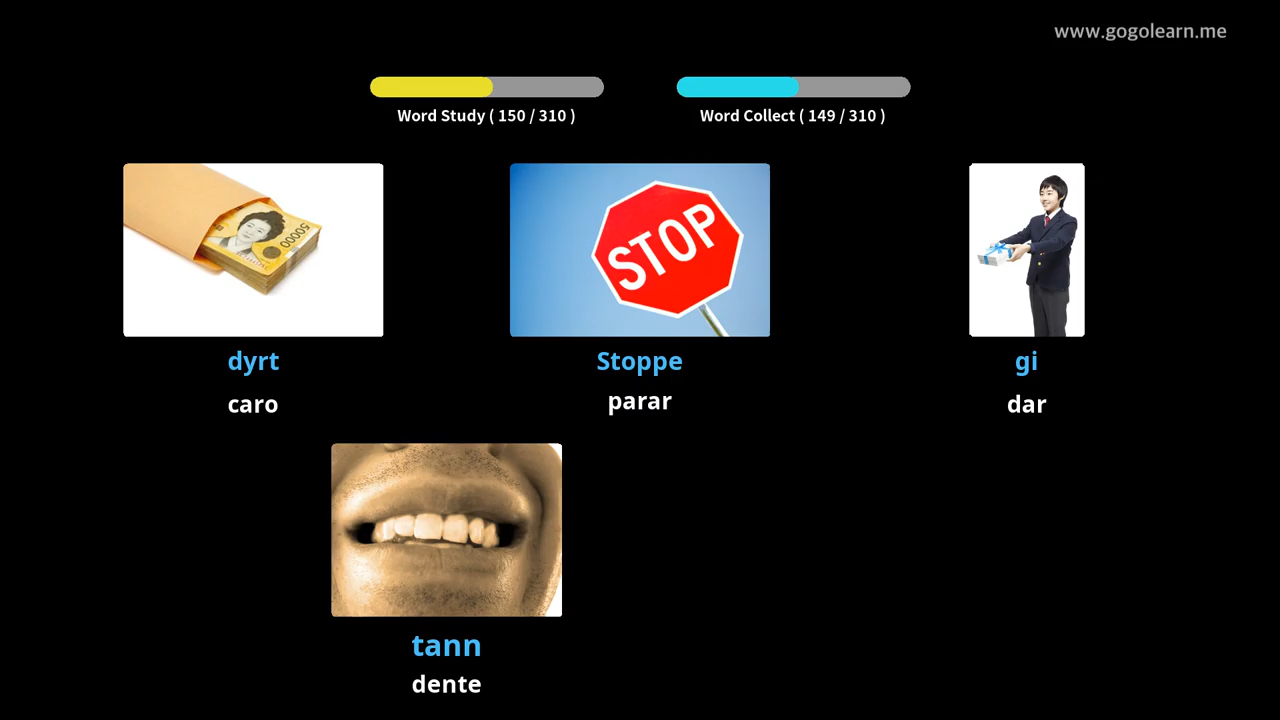 www.gogolearn.me
Word Study ( 150 / 310 )
Word Collect ( 149 / 310 )
50000
STOP
dyrt
Stoppe
gi
caro
parar
dar
tann
dente